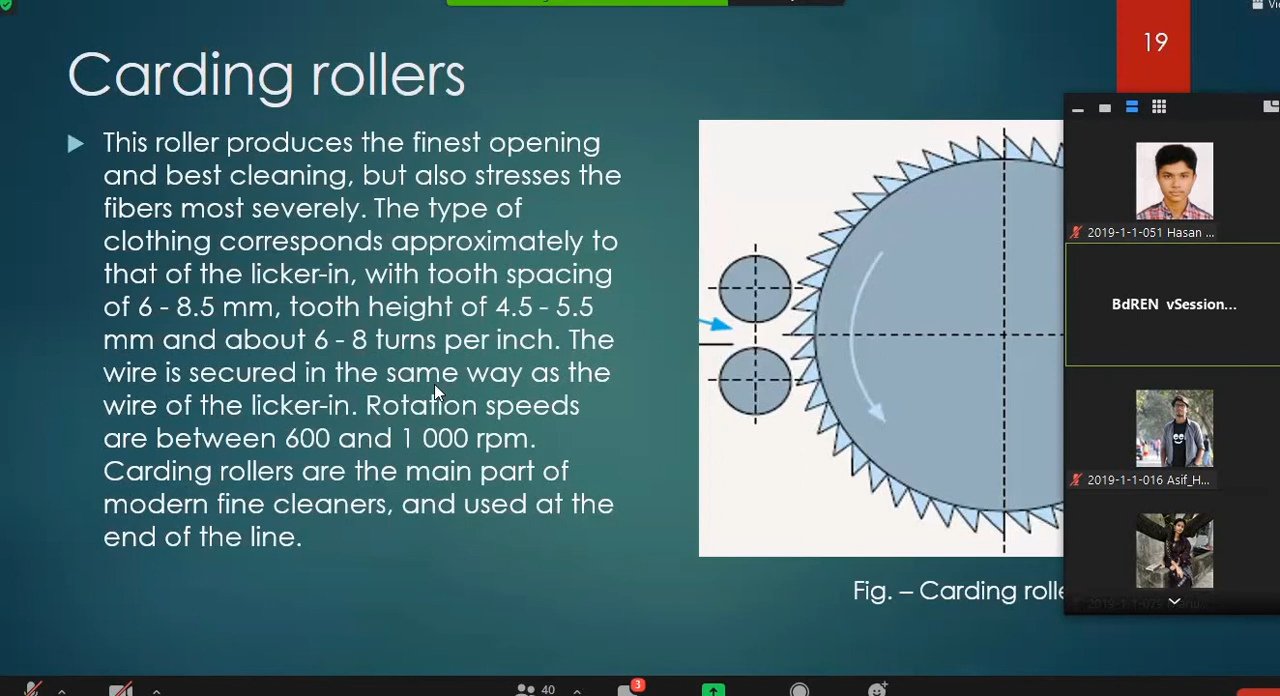 19
Carding rollers
This roller produces the finest opening
and best cleaning, but also stresses the
fibers most severely. The type of
clothing corresponds approximately to
that of the licker-in, with tooth spacing
of 6 - 8.5 mm, tooth height of 4.5 - 5.5
mm and about 6 - 8 turns per inch. The
wire is secured in the same way as the
wire of the licker-in. Rotation speeds
are between 600 and 1 000 rpm.
Carding rollers are the main part of
modern fine cleaners, and used at the
end of the line.
Fig. – Carding rolle
2019-1-1-051 Hasan ...
BdREN vSession...
2019-1-1-016 Asif_H...
40
3